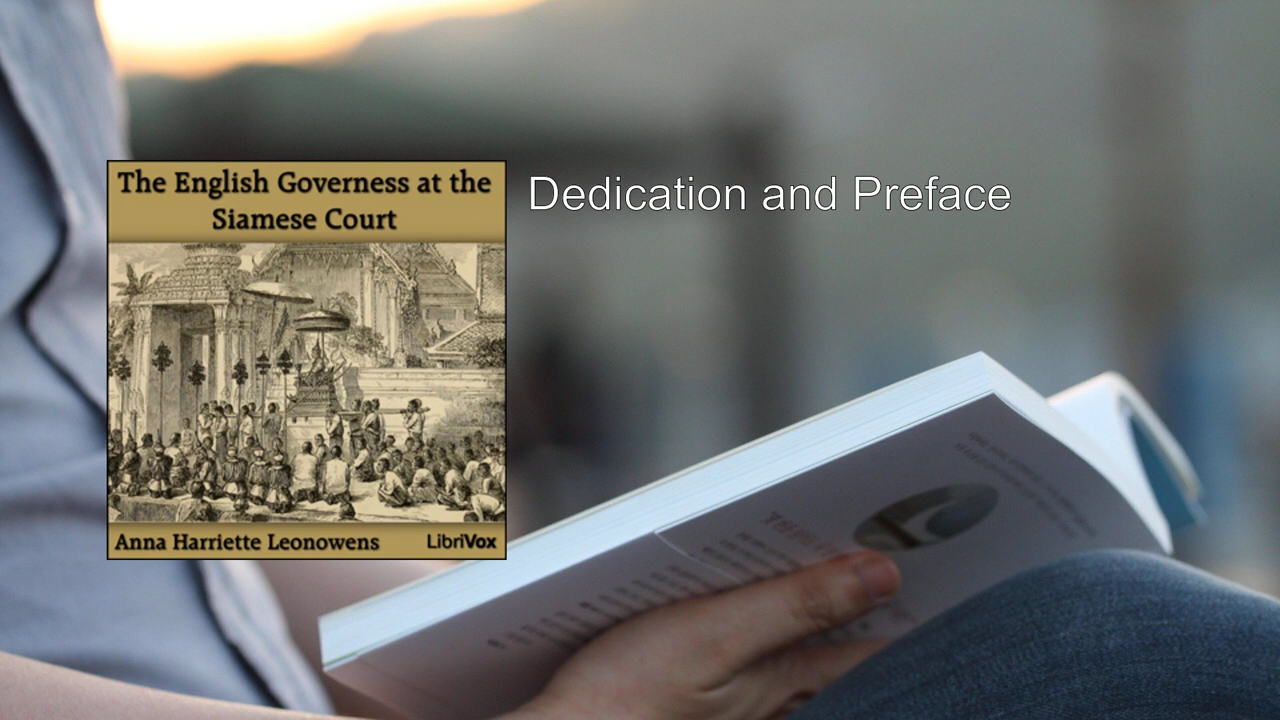 The English Governess at the
Siamese Court
Anna Harriette Leonowens
LibriVox
Dedication and Preface